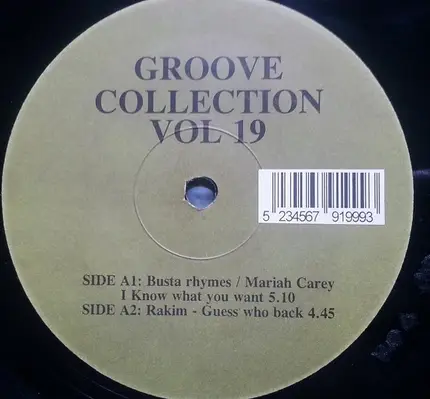 GROOVE
COLLECTION
VOL 19
5 234567 919993
SIDE A1: Busta rhymes / Mariah Carey
I Know what you want 5.10
SIDE A2: Rakim - Guess who back 4.45